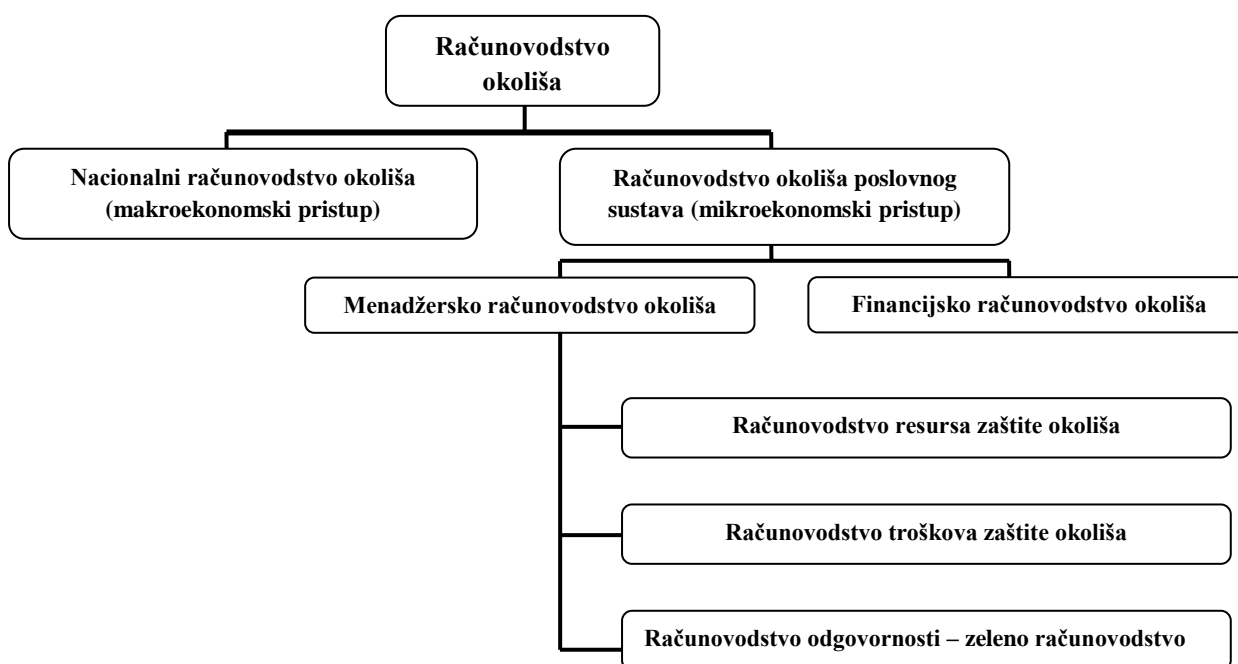 Računovodstvo
okoliša
Nacionalni računovodstvo okoliša
(makroekonomski pristup)
Računovodstvo okoliša poslovnog
sustava (mikroekonomski pristup)
Menadžersko računovodstvo okoliša
Financijsko računovodstvo okoliša
Računovodstvo resursa zaštite okoliša
Računovodstvo troškova zaštite okoliša
Računovodstvo odgovornosti – zeleno računovodstvo